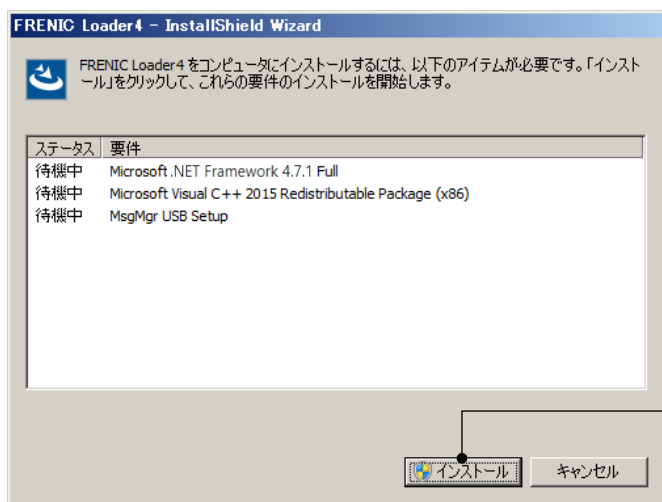 FRENIC Loader4 - InstallShield Wizard
FRENIC Loader4 をコンピュータにインストールするには、以下のアイテムが必要です。「インスト
ール」をクリックして、これらの要件のインストールを開始します。
ステータス 要件
待機中 Microsoft .NET Framework 4.7.1 Full
待機中 Microsoft Visual C++ 2015 Redistributable Package (x86)
待機中 MsgMgr USB Setup
インストール キャンセル